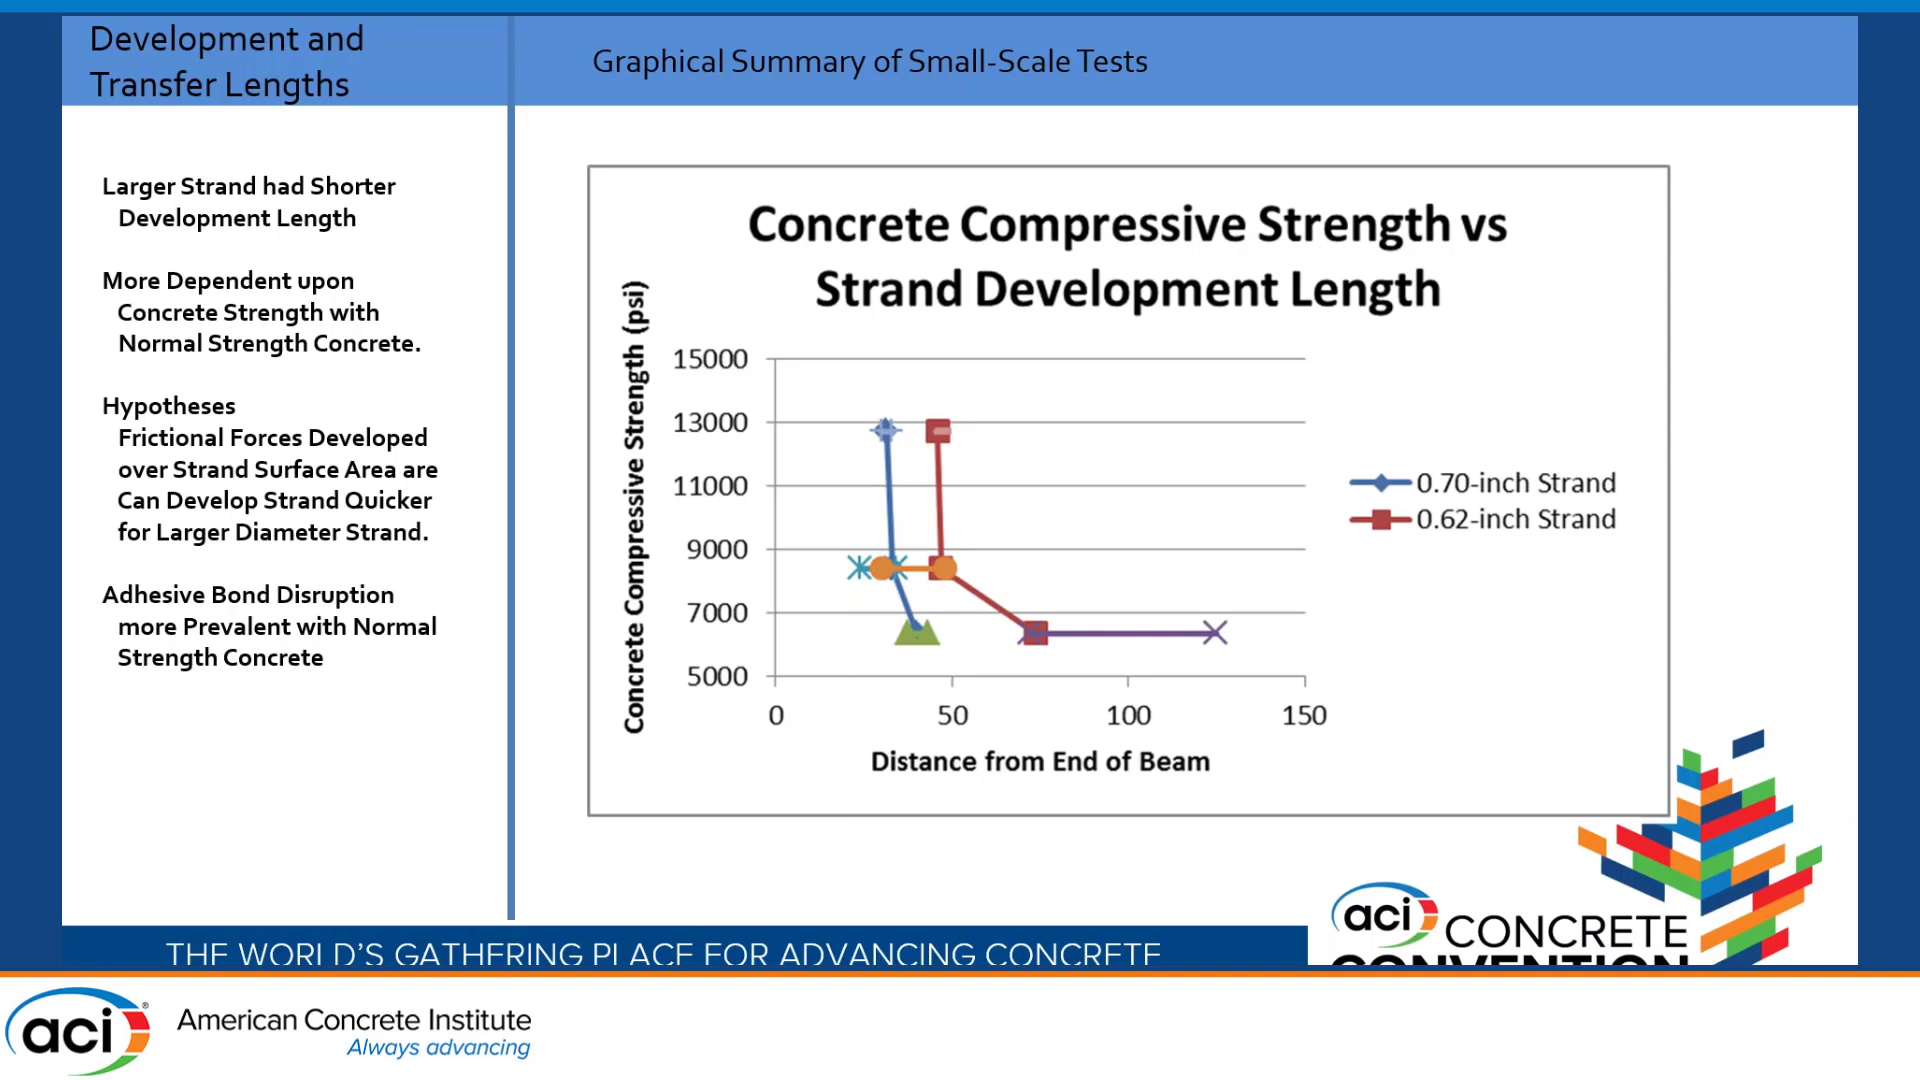 Development and
Transfer Lengths
Graphical Summary of Small-Scale Tests
Larger Strand had Shorter
Development Length
More Dependent upon
Concrete Strength with
Normal Strength Concrete.
Hypotheses
Frictional Forces Developed
over Strand Surface Area are
Can Develop Strand Quicker
for Larger Diameter Strand.
Adhesive Bond Disruption
more Prevalent with Normal
Strength Concrete
Concrete Compressive Strength vs
Strand Development Length
Concrete Compressive Strength (psi)
15000
13000
11000
9000
7000
5000
0 50 100 150
Distance from End of Beam
0.70-inch Strand
0.62-inch Strand
THE WORLD'S GATHERING PLACE FOR ADVANCING CONCRETE
aci CONCRETE
CONVENTION
aci®
American Concrete Institute
Always advancing